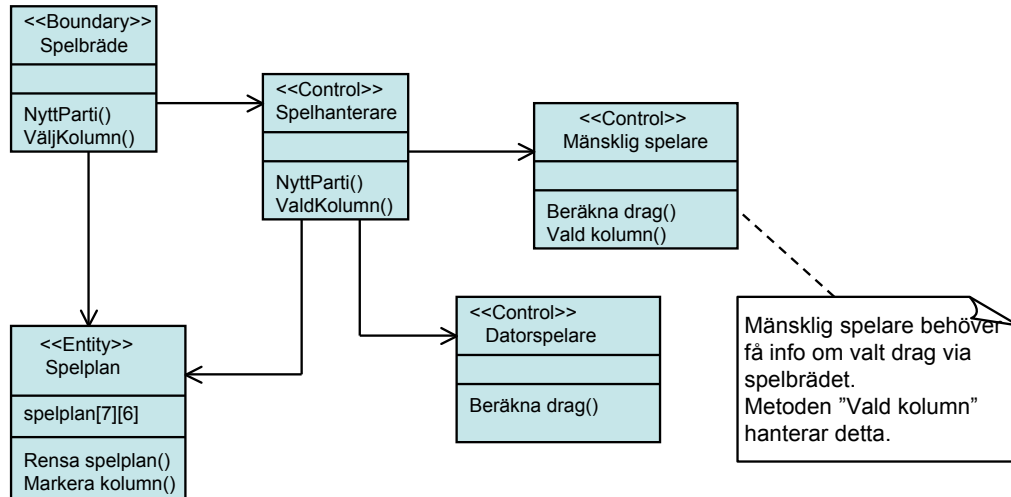 <<Boundary>>
Spelbräde
NyttParti()
VäljKolumn()
<<Control>>
Spelhanterare
NyttParti()
ValdKolumn()
<<Control>>
Mänsklig spelare
Beräkna drag()
Vald kolumn()
<<Entity>>
Spelplan
spelplan[7][6]
Rensa spelplan()
Markera kolumn()
<<Control>>
Datorspelare
Beräkna drag()
Mänsklig spelare behöver
få info om valt drag via
spelbrädet.
Metoden ”Vald kolumn”
hanterar detta.